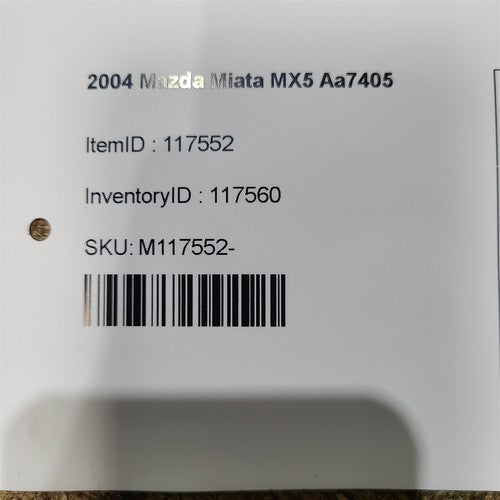 2004 Mazda Miata MX5 Aa7405
ItemID : 117552
InventoryID : 117560
SKU: M117552-